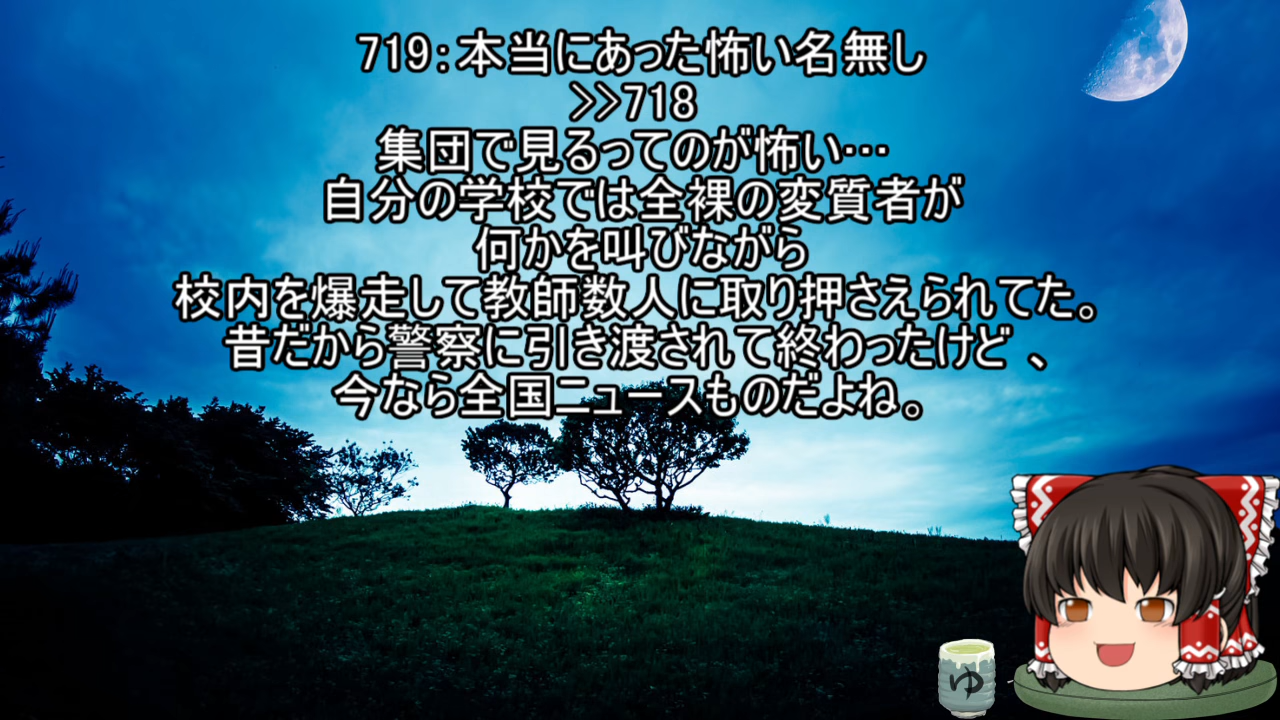 719:本当にあった怖い名無し
>>718
集団で見るってのが怖い…
自分の学校では全裸の変質者が
何かを叫びながら
校内を爆走して教師数人に取り押さえられてた。
昔だから警察に引き渡されて終わったけど、
今なら全国ニュースものだよね。
ゆ